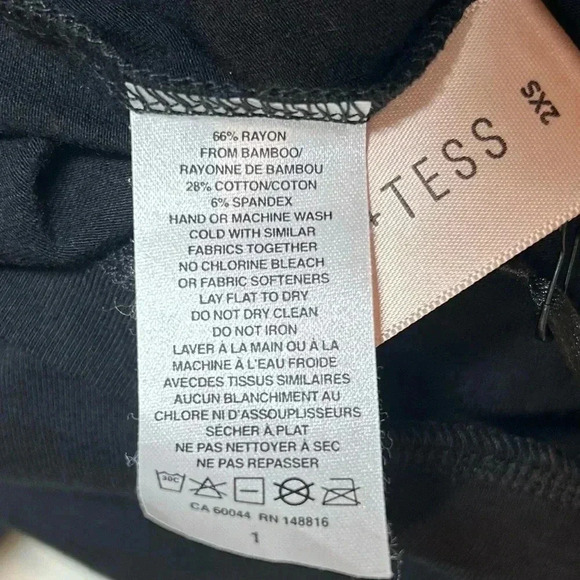 66% RAYON
FROM BAMBOO/
RAYONNE DE BAMBOU
28% COTTON/COTON
6% SPANDEX
HAND OR MACHINE WASH
COLD WITH SIMILAR
FABRICS TOGETHER
NO CHLORINE BLEACH
OR FABRIC SOFTENERS
LAY FLAT TO DRY
DO NOT DRY CLEAN
DO NOT IRON
LAVER À LA MAIN OU À LA
MACHINE À L'EAU FROIDE
AVECDES TISSUS SIMILAIRES
AUCUN BLANCHIMENT AU
CHLORE NI D'ASSOUPLISSEURS
SÉCHER À PLAT
NE PAS NETTOYER À SEC
NE PAS REPASSER
30C
CA 60044 RN 148816
1
+TESS
2XS